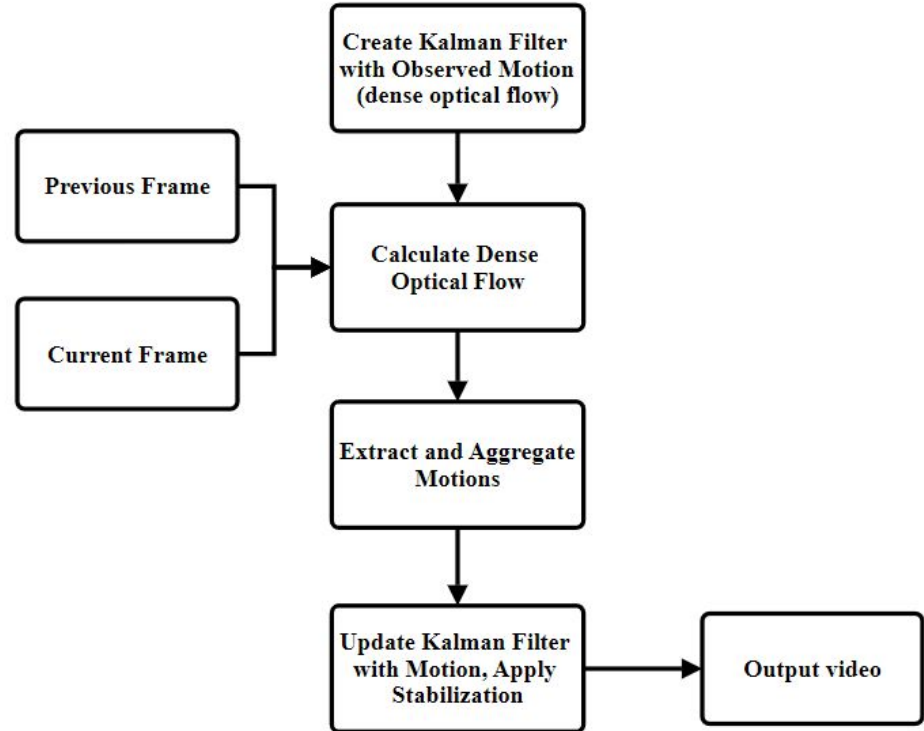 Create Kalman Filter
with Observed Motion
(dense optical flow)
Previous Frame
Calculate Dense
Optical Flow
Current Frame
Extract and Aggregate
Motions
Update Kalman Filter
with Motion, Apply
Stabilization
Output video